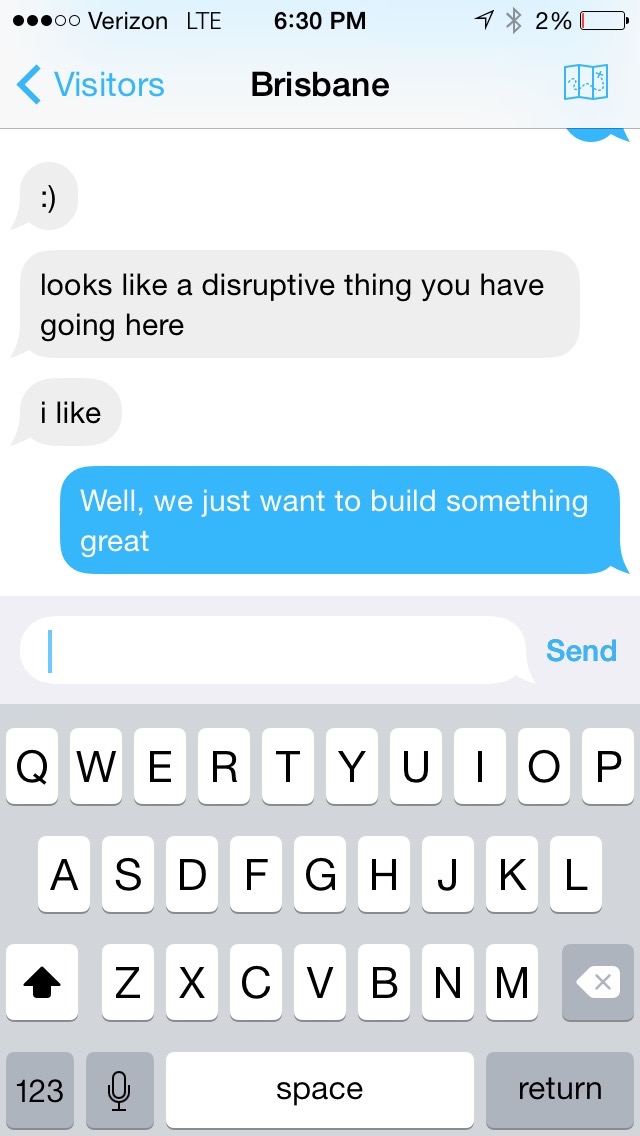 Verizon LTE 6:30 PM 2%
Visitors Brisbane
:)
looks like a disruptive thing you have
going here
i like
Well, we just want to build something
great
Send
Q W E R T Y U I O P
A S D F G H J K L
Z X C V B N M
123 space return